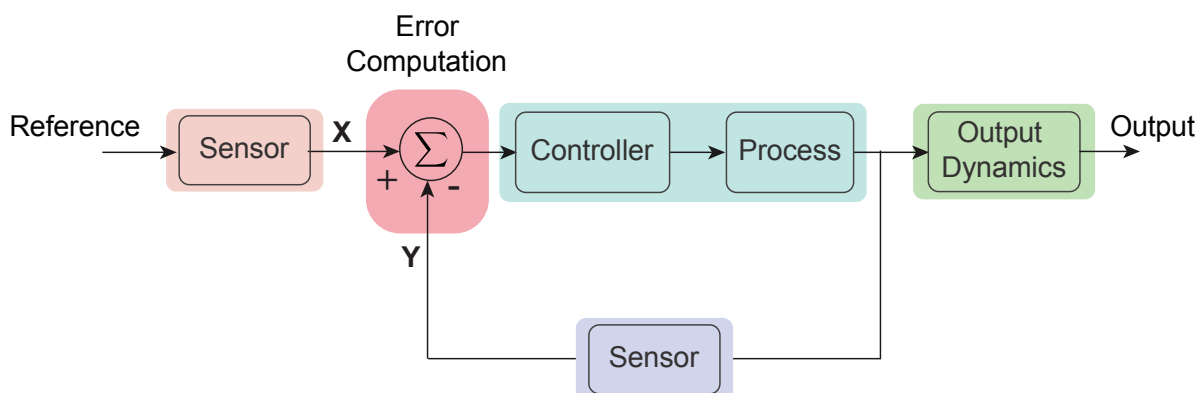 Error
Computation
Reference
Sensor
X
+
Σ
-
Controller
Process
Output
Dynamics
Output
Y
Sensor